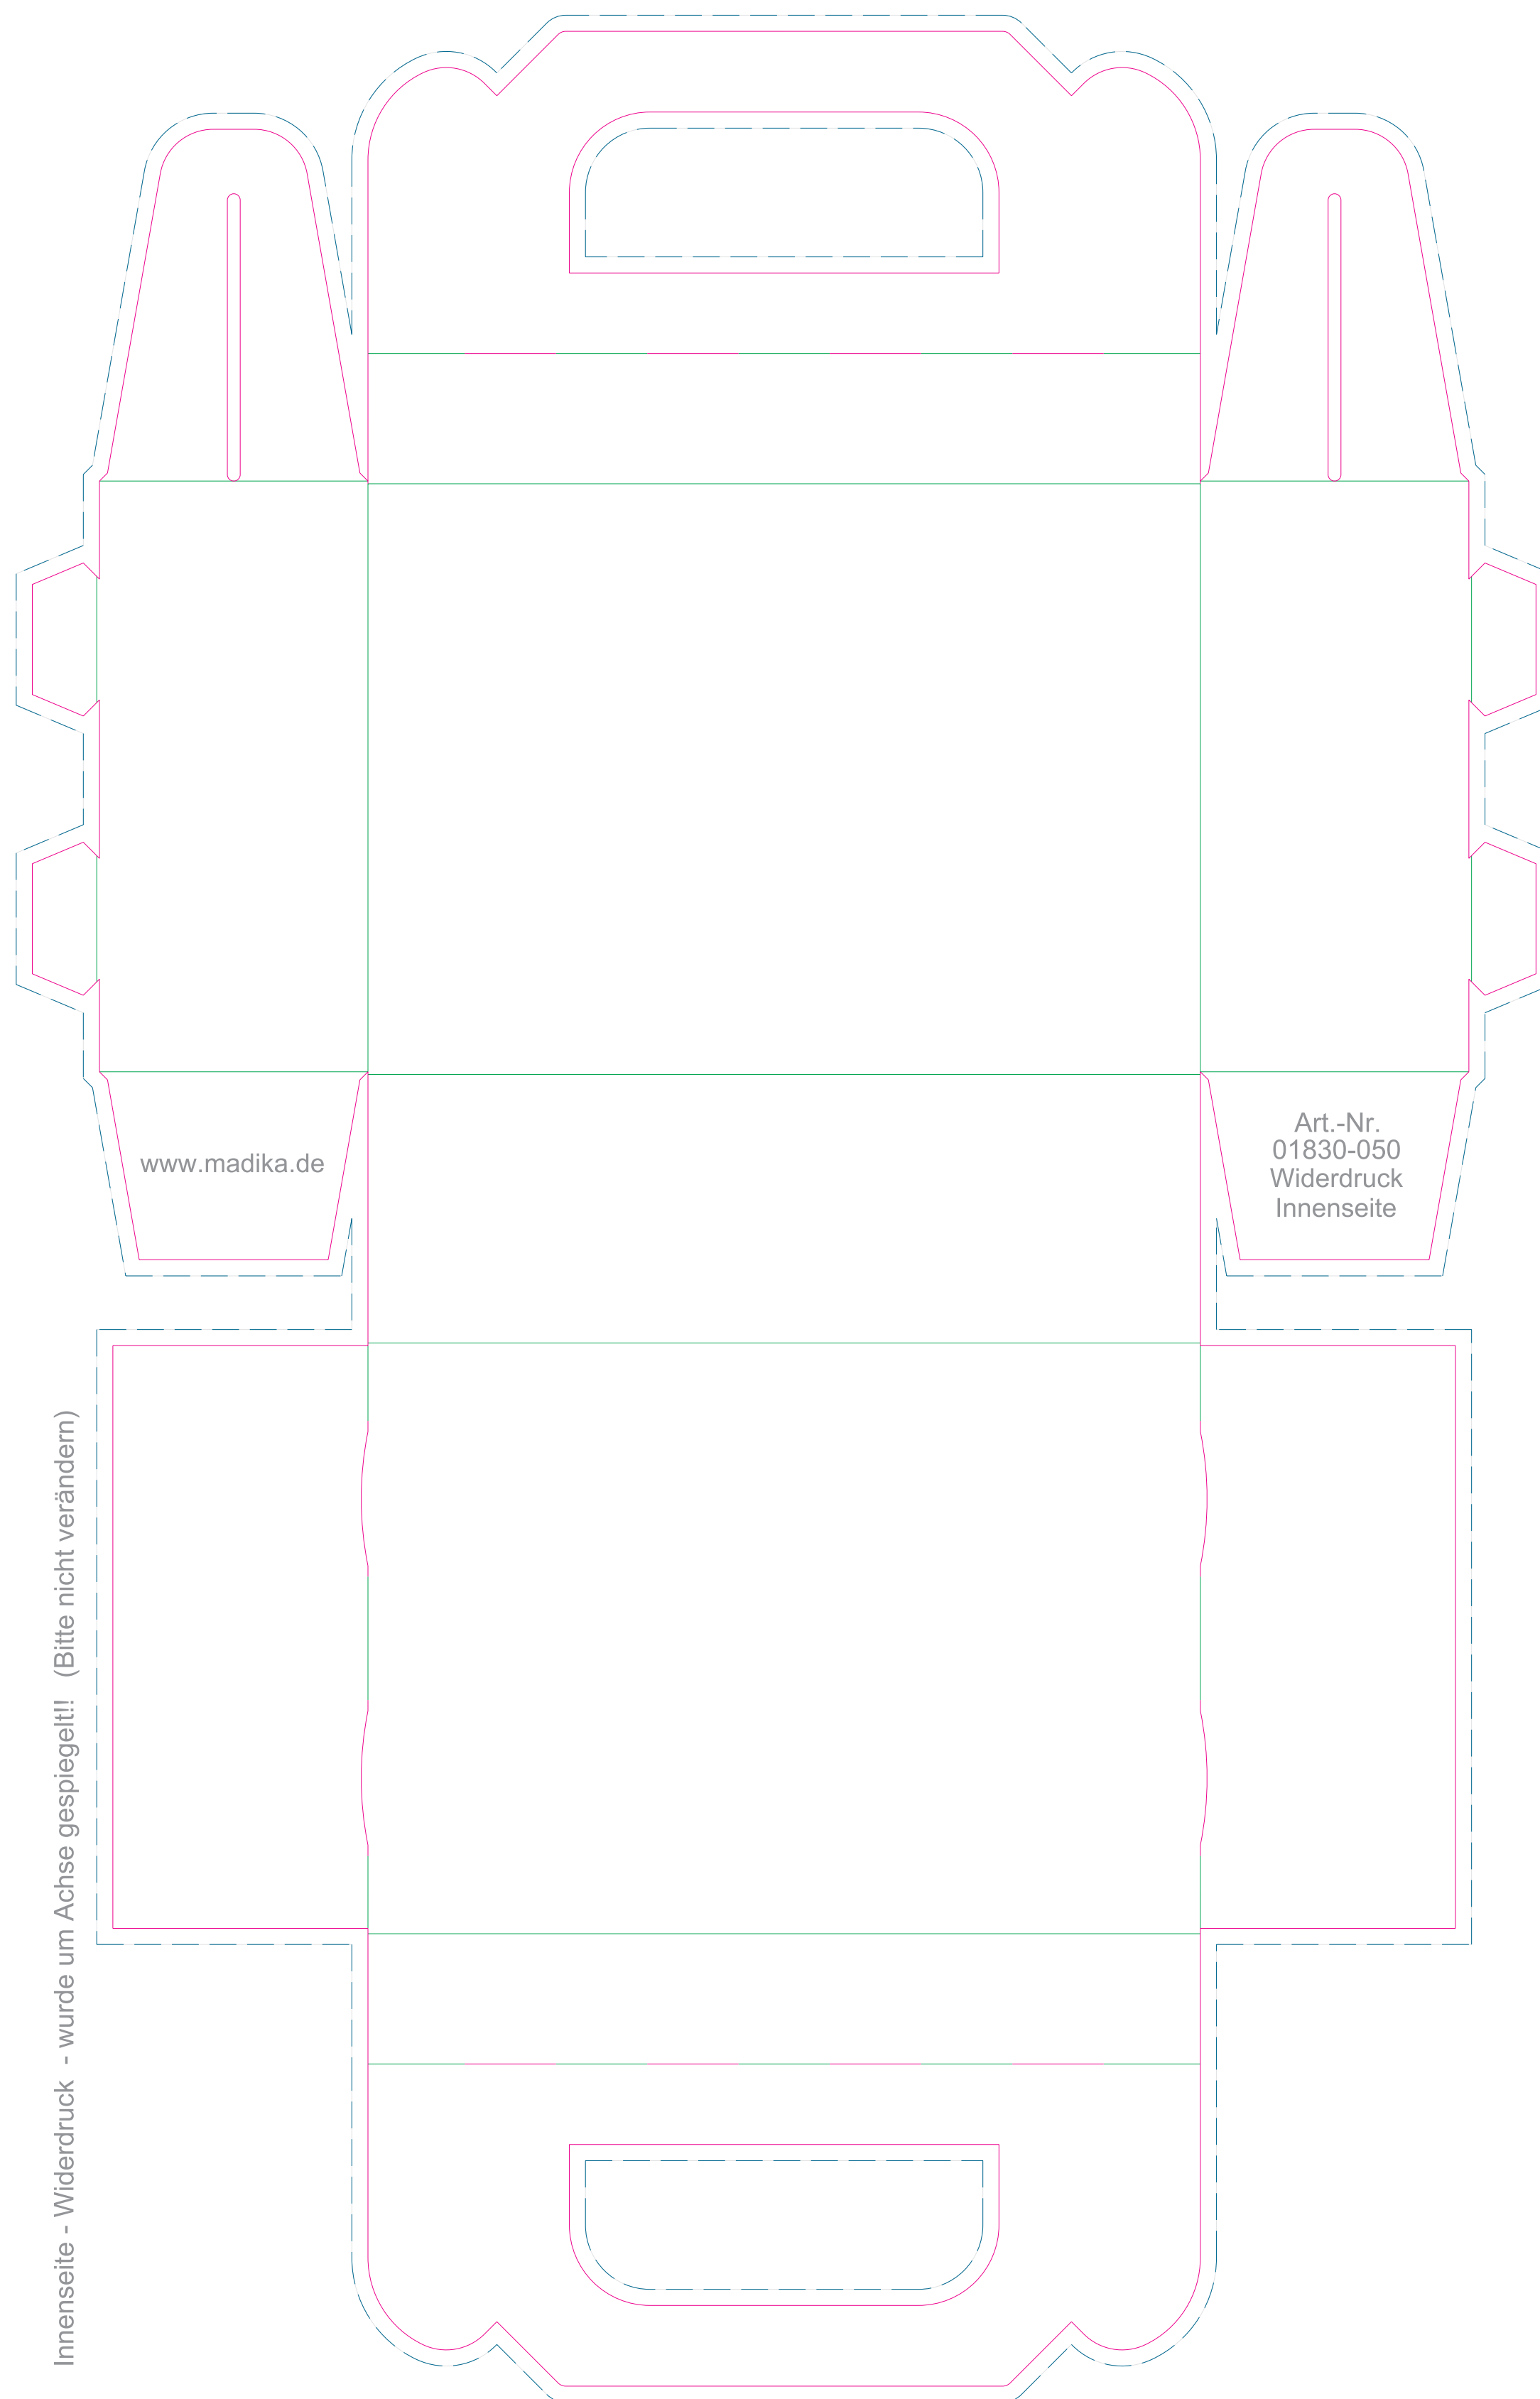 www.madika.de
Art.-Nr.
01830-050
Widerdruck
Innenseite
Innenseite - Widerdruck - wurde um Achse gespiegelt!! (Bitte nicht verändern)